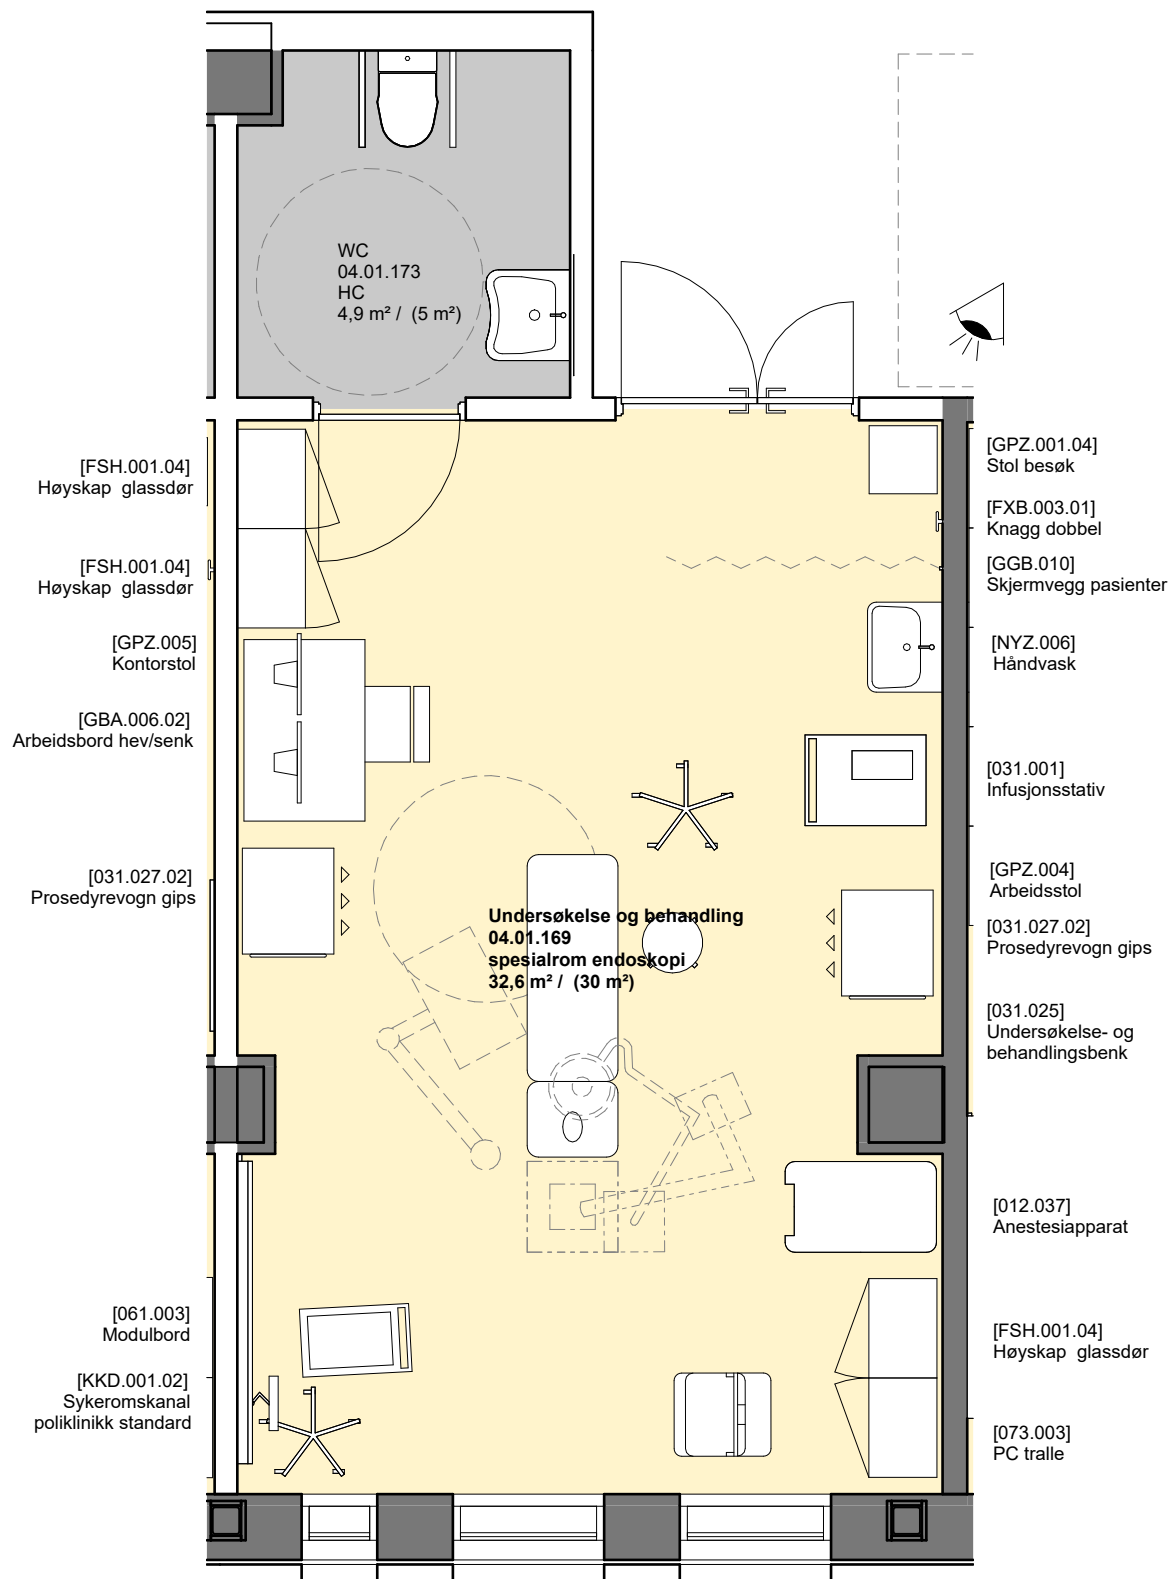 WC
04.01.173
HC
4,9 m² / (5 m²)
[FSH.001.04]
Høyskap glassdør
[FSH.001.04]
Høyskap glassdør
[GPZ.005]
Kontorstol
[GBA.006.02]
Arbeidsbord hev/senk
[031.027.02]
Prosedyrevogn gips
[061.003]
Modulbord
[KKD.001.02]
Sykeromskanal
poliklinikk standard
Undersøkelse og behandling
04.01.169
spesialrom endoskopi
32,6 m² / (30 m²)
[GPZ.001.04]
Stol besøk
[FXB.003.01]
Knagg dobbel
[GGB.010]
Skjermvegg pasienter
[NYZ.006]
Håndvask
[031.001]
Infusjonsstativ
[GPZ.004]
Arbeidsstol
[031.027.02]
Prosedyrevogn gips
[031.025]
Undersøkelse- og
behandlingsbenk
[012.037]
Anestesiapparat
[FSH.001.04]
Høyskap glassdør
[073.003]
PC tralle